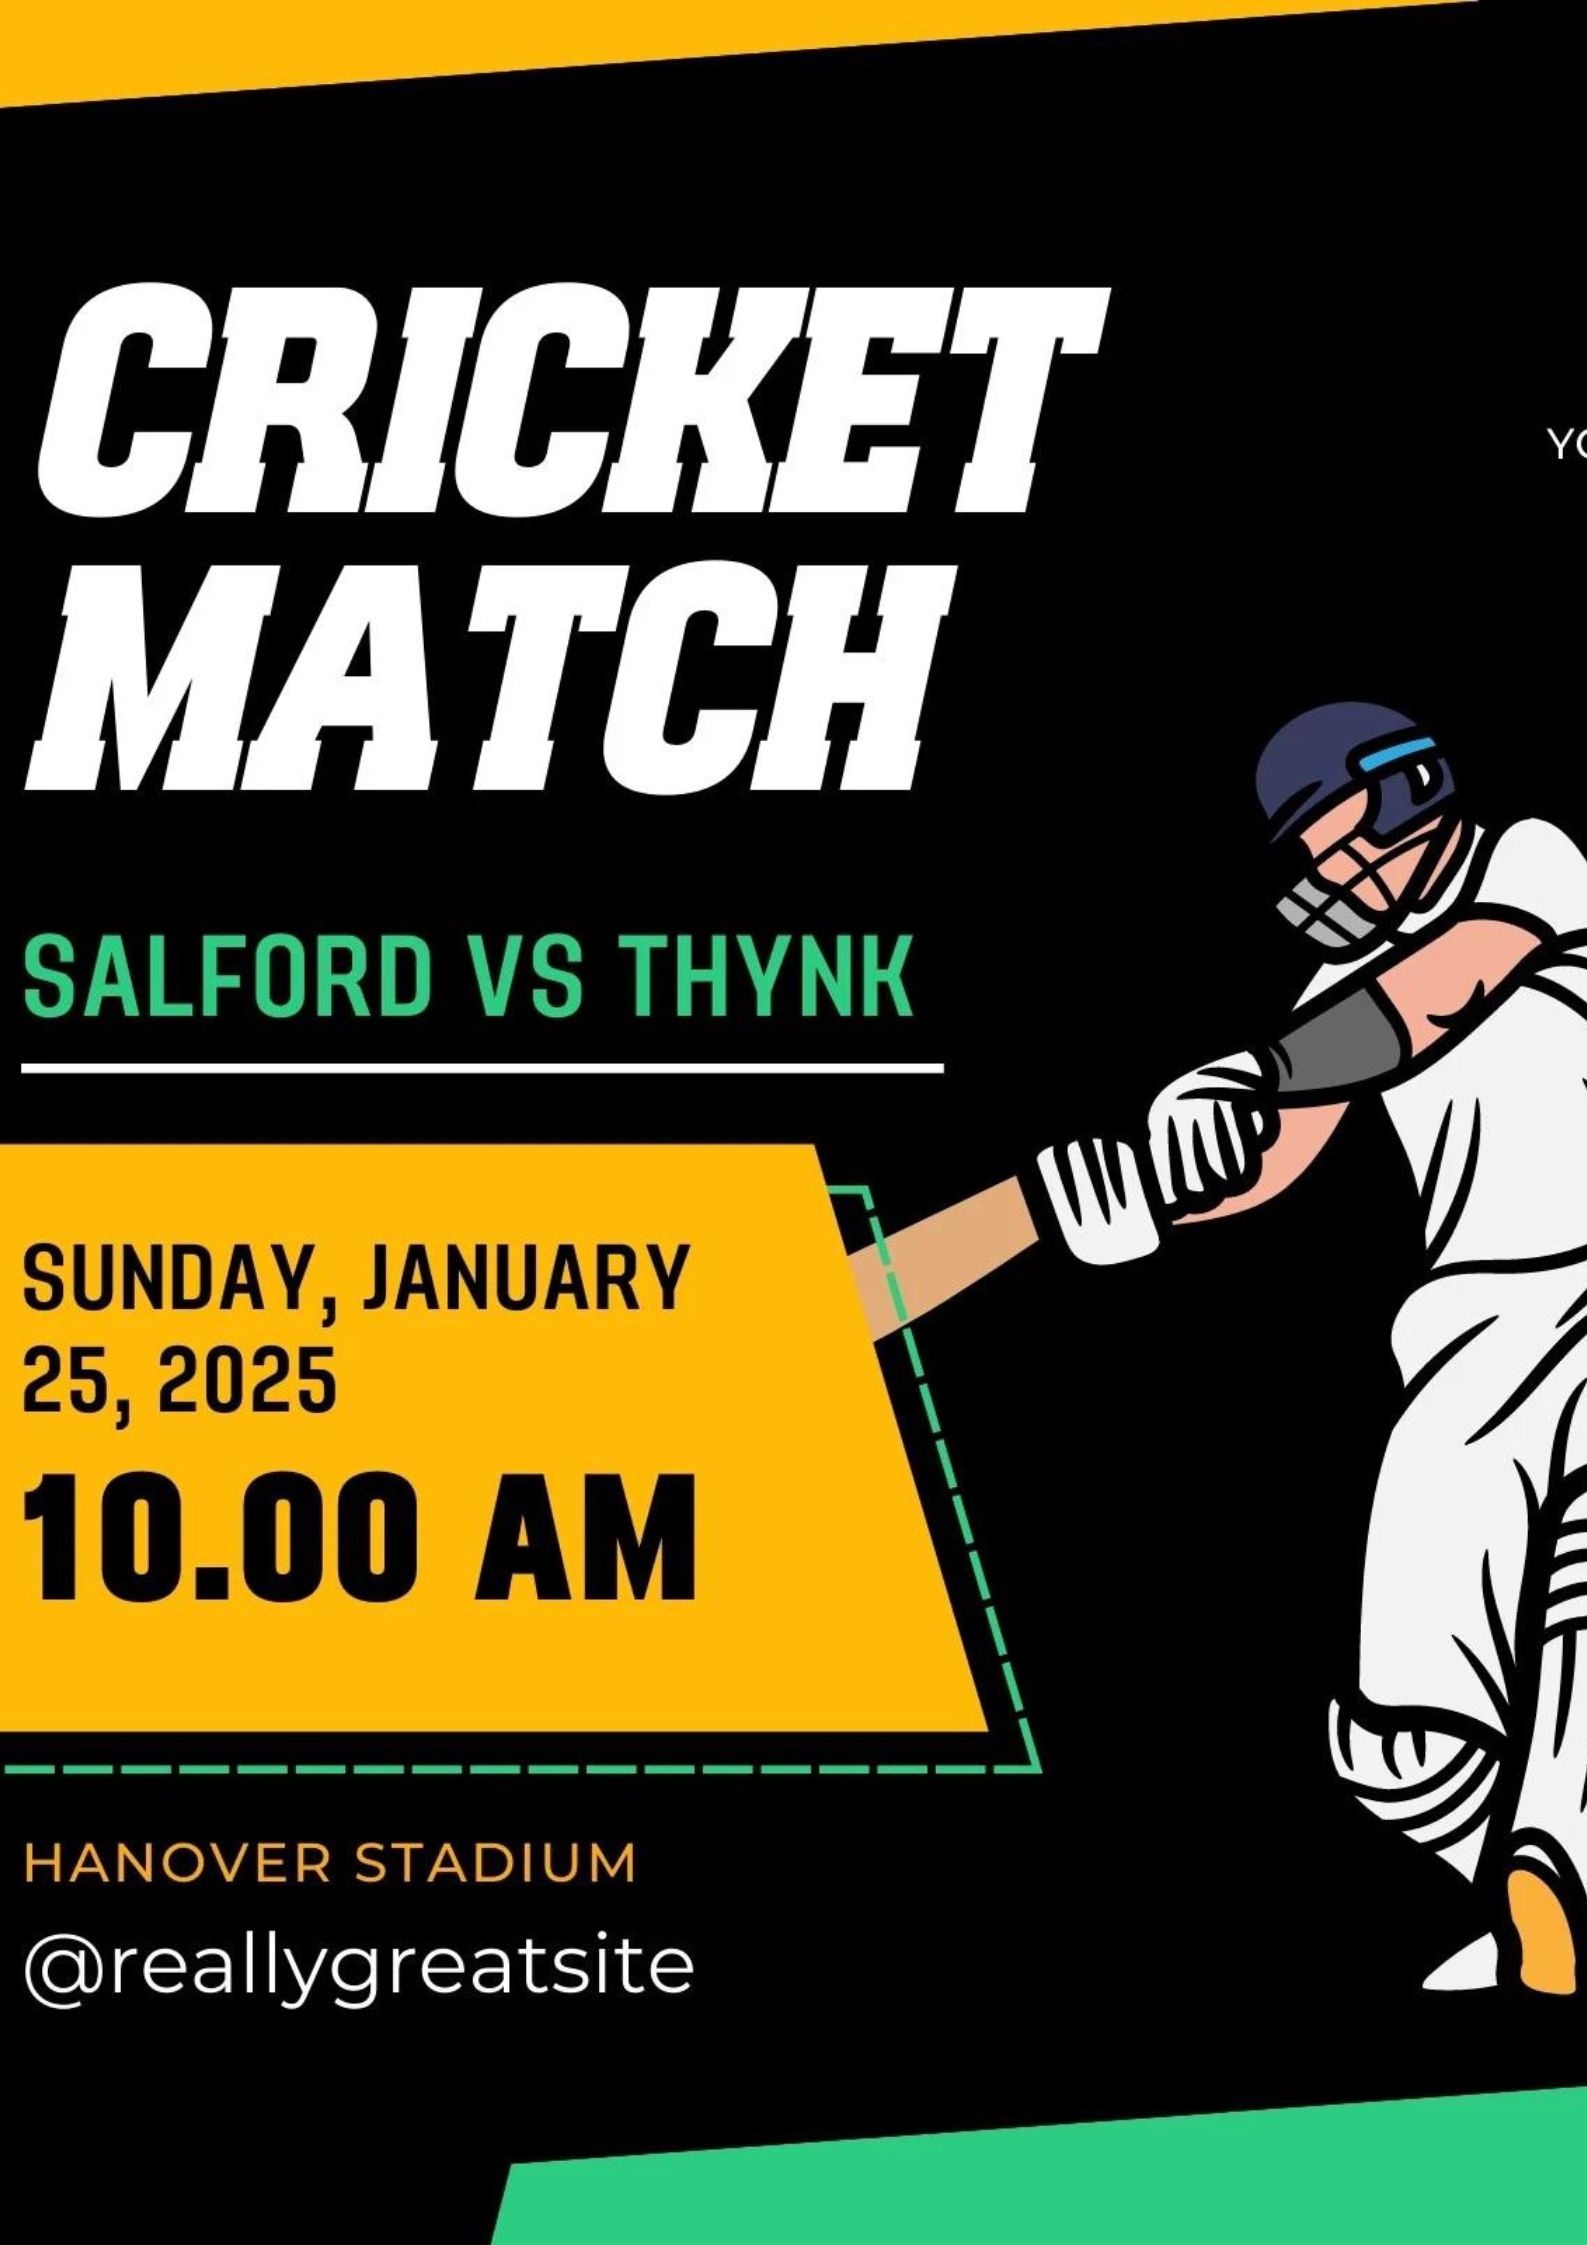 CRICKET
MATCH
SALFORD VS THYNK
SUNDAY, JANUARY
25, 2025
10.00 AM
HANOVER STADIUM
@reallygreatsite